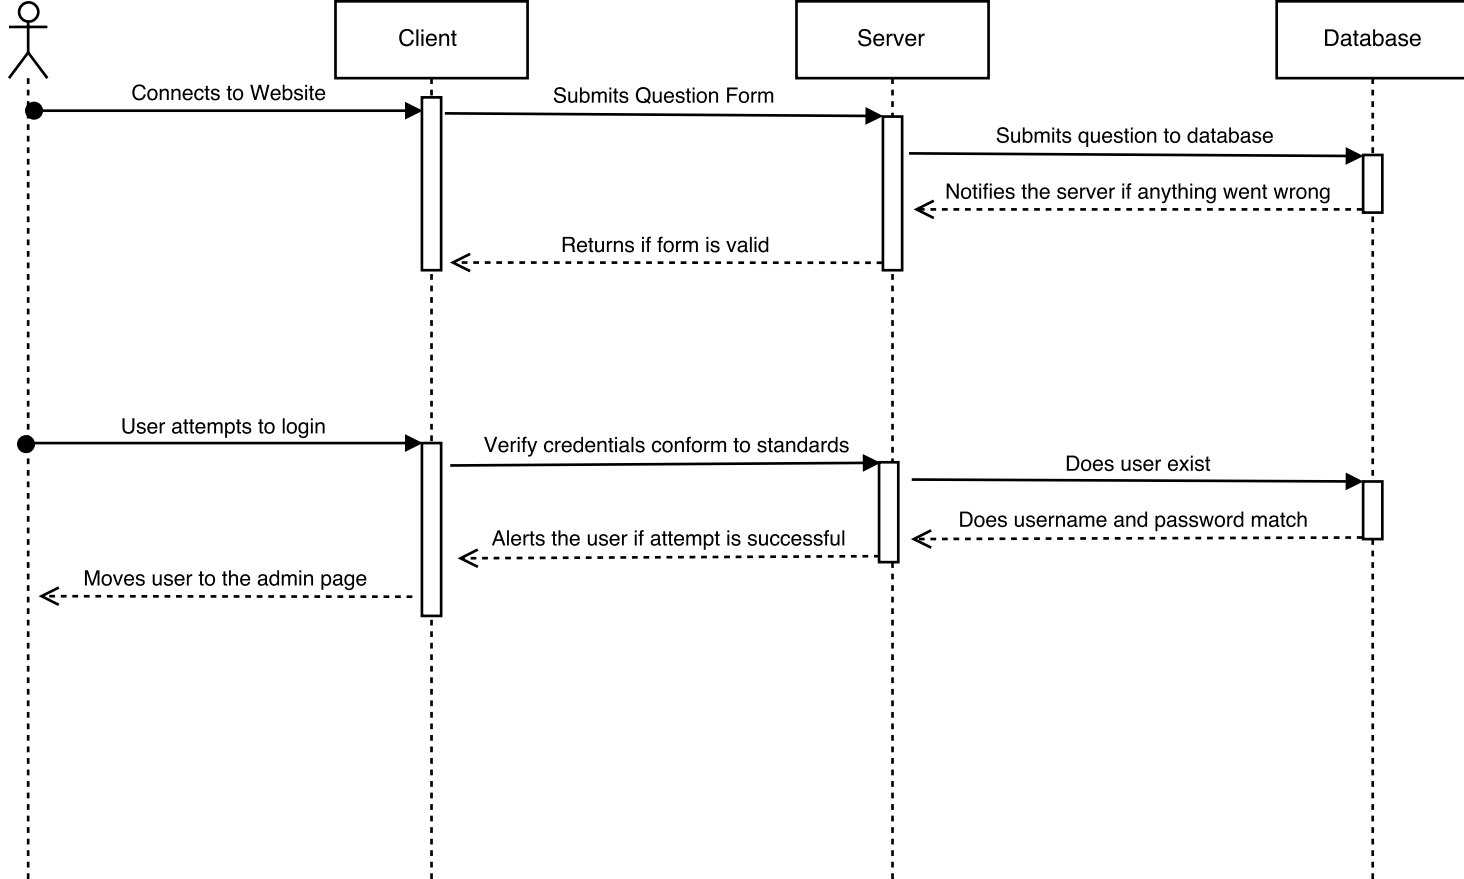 Client
Server
Database
Connects to Website
Submits Question Form
Submits question to database
Notifies the server if anything went wrong
Returns if form is valid
User attempts to login
Verify credentials conform to standards
Does user exist
Does username and password match
Alerts the user if attempt is successful
Moves user to the admin page